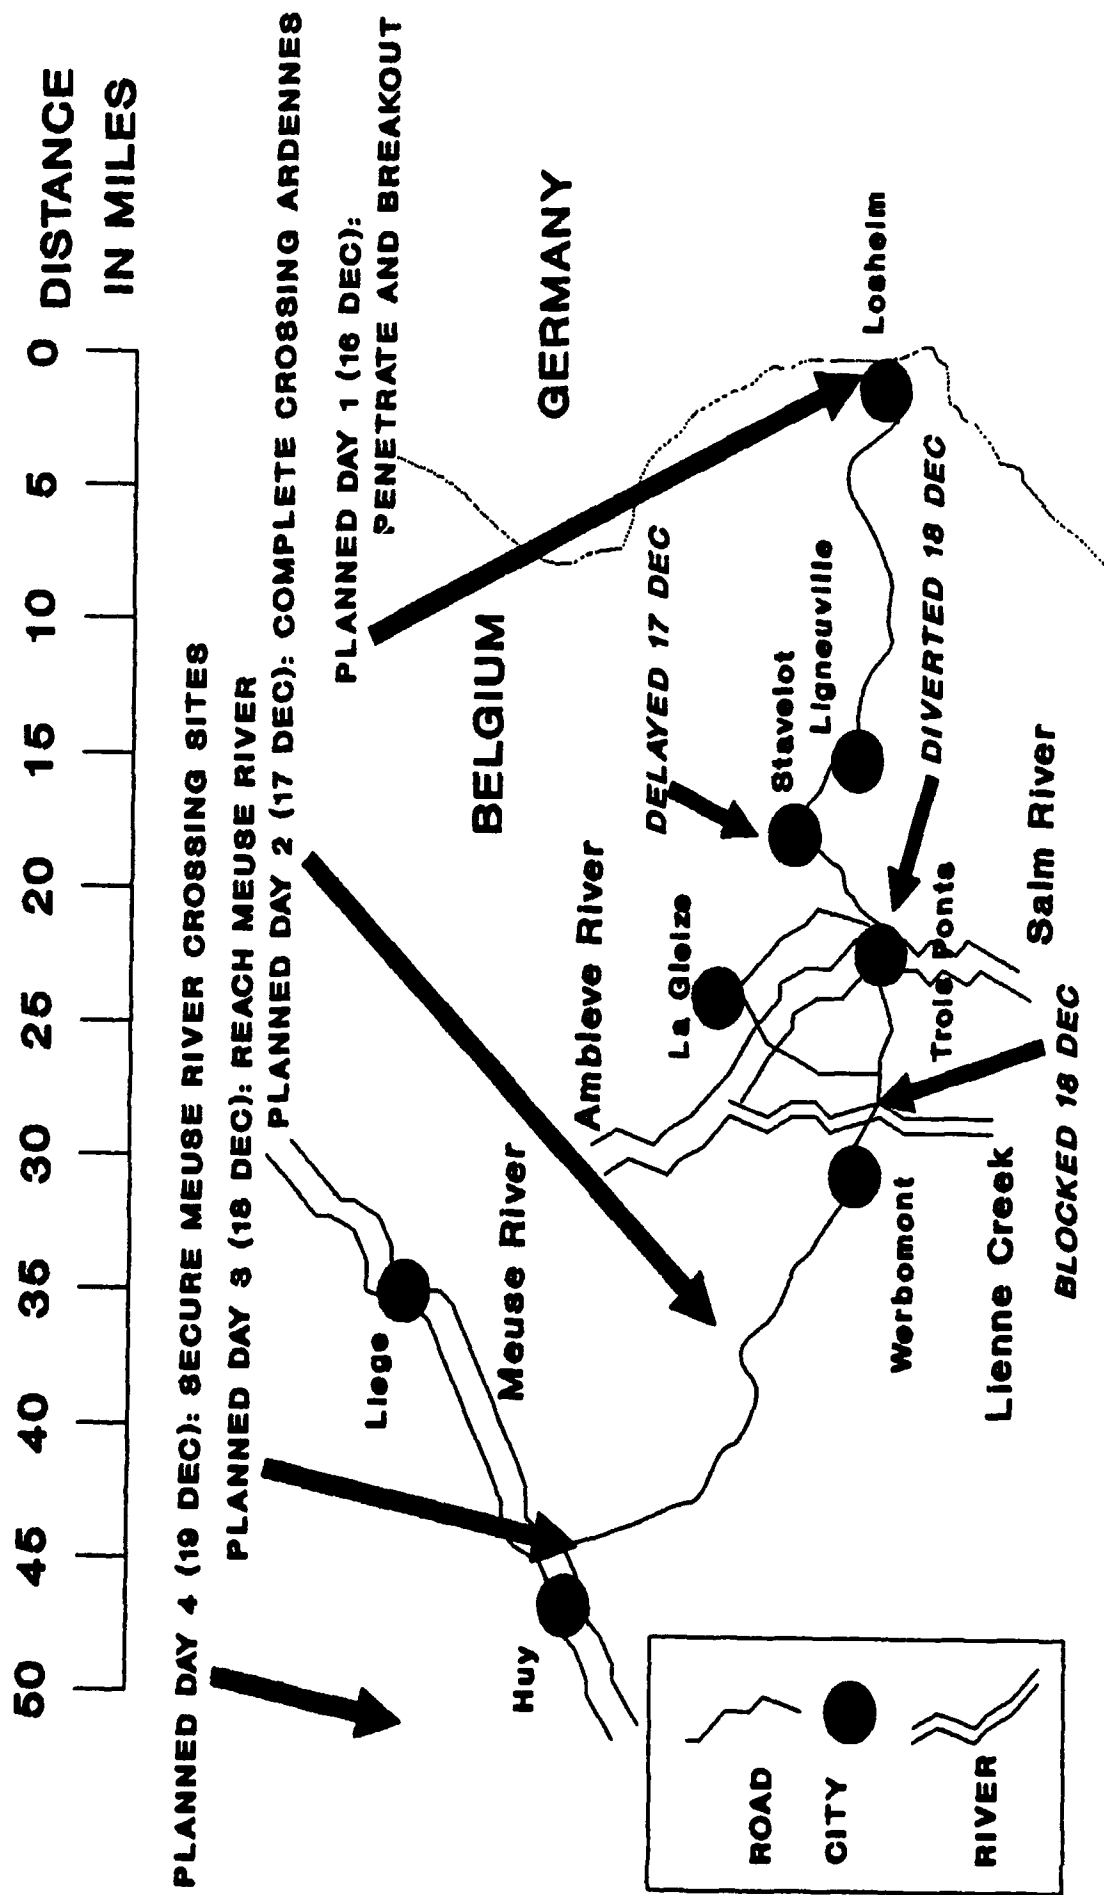 50 45 40 35 30 25 20 15 10 5 0 DISTANCE
IN MILES
PLANNED DAY 4 (19 DEC): SECURE MEUSE RIVER CROSSING SITES
PLANNED DAY 3 (18 DEC): REACH MEUSE RIVER
PLANNED DAY 2 (17 DEC): COMPLETE CROSSING ARDENNES
PLANNED DAY 1 (16 DEC):
PENETRATE AND BREAKOUT
Liege
Meuse River
Huy
BELGIUM
GERMANY
Ambleve River
DELAYED 17 DEC
La Gleize
Stavelot
Ligneuville
Losheim
Werbomont
Trois Ponts
DIVERTED 18 DEC
Lienne Creek
Salm River
BLOCKED 18 DEC
ROAD
CITY
RIVER